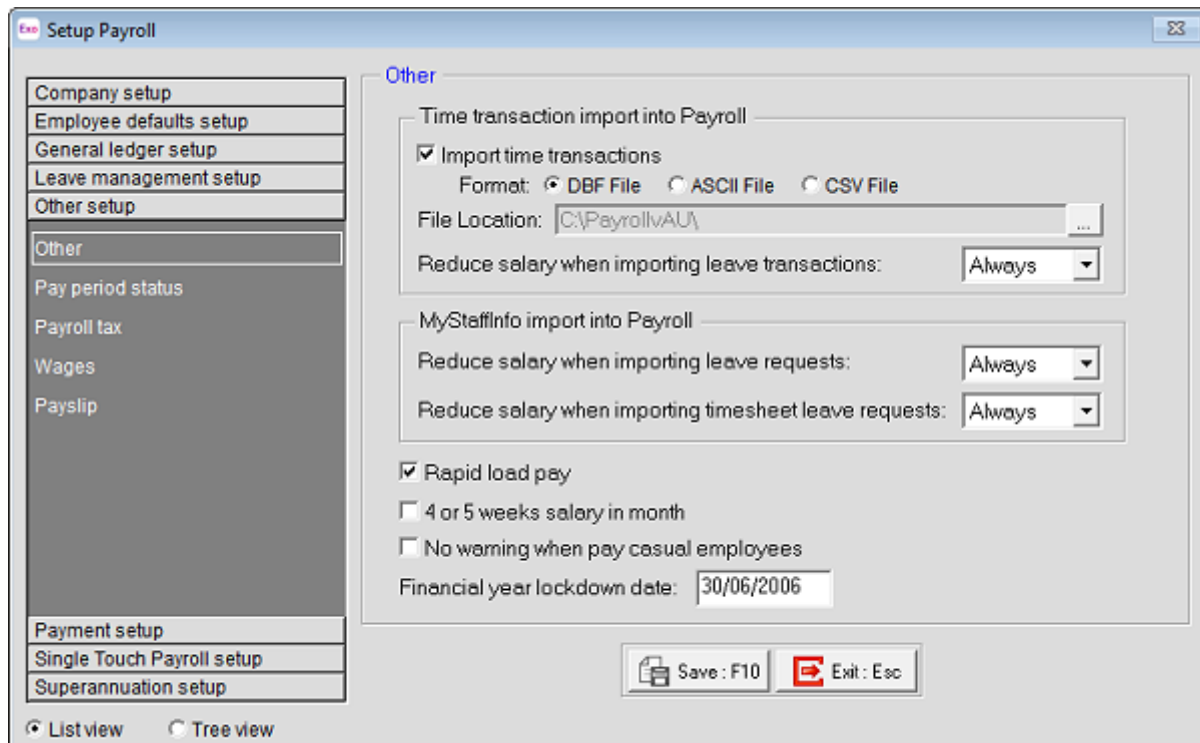 Exo Setup Payroll
Company setup
Employee defaults setup
General ledger setup
Leave management setup
Other setup
Other
Pay period status
Payroll tax
Wages
Payslip
Payment setup
Single Touch Payroll setup
Superannuation setup
List view Tree view
Other
Time transaction import into Payroll
Import time transactions
Format: DBF File ASCII File CSV File
File Location: C:\PayrollvAU\ ...
Reduce salary when importing leave transactions: Always
MyStaffInfo import into Payroll
Reduce salary when importing leave requests: Always
Reduce salary when importing timesheet leave requests: Always
Rapid load pay
4 or 5 weeks salary in month
No warning when pay casual employees
Financial year lockdown date: 30/06/2006
Save : F10 Exit : Esc